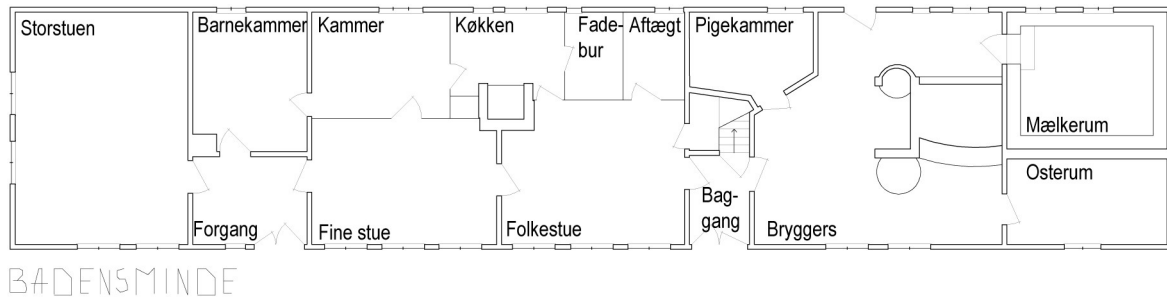 Storstuen
Barnekammer
Kammer
Køkken
Fade-
bur
Aftægt
Pigekammer
Mælkerum
Osterum
Forgang
Fine stue
Folkestue
Bag-
gang
Bryggers
BADENSMINDE